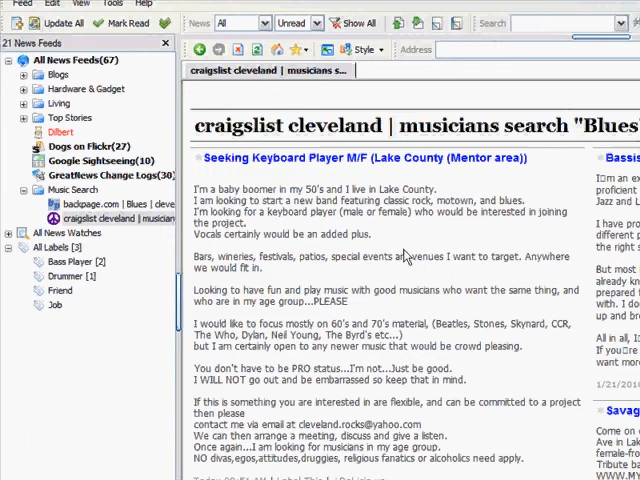 Feed Edit View Tools Help
Update All Mark Read News All Unread Show All Search
21 News Feeds
Style Address
All News Feeds(67)
craigslist cleveland | musicians s...
Blogs
Hardware & Gadget
Living
Top Stories
Dilbert
Dogs on Flickr(27)
Google Sightseeing(10)
GreatNews Change Logs(30)
Music Search
backpage.com | Blues | cleve
craigslist cleveland | musician
All News Watches
All Labels [3]
Bass Player [2]
Drummer [1]
Friend
Job
craigslist cleveland | musicians search "Blues"
Seeking Keyboard Player M/F (Lake County (Mentor area))
I'm a baby boomer in my 50's and I live in Lake County.
I am looking to start a new band featuring classic rock, motown, and blues.
I'm looking for a keyboard player (male or female) who would be interested in joining
the project.
Vocals certainly would be an added plus.
Bars, wineries, festivals, patios, special events are venues I want to target. Anywhere
we would fit in.
Looking to have fun and play music with good musicians who want the same thing, and
who are in my age group...PLEASE
I would like to focus mostly on 60's and 70's material, (Beatles, Stones, Skynard, CCR,
The Who, Dylan, Neil Young, The Byrd's etc...)
but I am certainly open to any newer music that would be crowd pleasing.
You don't have to be PRO status...I'm not...Just be good.
I WILL NOT go out and be embarrassed so keep that in mind.
If this is something you are interested in are flexible, and can be committed to a project
then please
contact me via email at cleveland.rocks@yahoo.com
We can then arrange a meeting, discuss and give a listen.
Once again...I am looking for musicians in my age group.
NO divas,egos,attitudes,druggies, religious fanatics or alcoholics need apply.
Bassis
I□m an ex
proficient
Jazz and L
I have pro
different p
the right s
But most
already kn
prepared f
with. I do
up and br
All in all, I
If you□re
want more
1/21/2010
Savag
Come on
Ave in Lak
female-fro
Tribute ba
WWW.MY